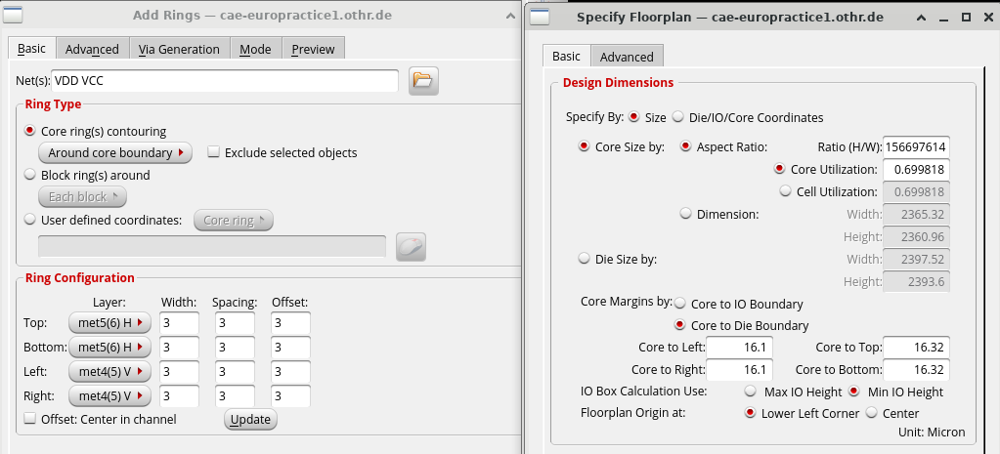 Add Rings — cae-europractice1.othr.de
Basic Advanced Via Generation Mode Preview
Net(s): VDD VCC
Ring Type
Core ring(s) contouring
Around core boundary Exclude selected objects
Block ring(s) around
Each block
User defined coordinates: Core ring
Ring Configuration
Layer: Width: Spacing: Offset:
Top: met5(6) H 3 3 3
Bottom: met5(6) H 3 3 3
Left: met4(5) V 3 3 3
Right: met4(5) V 3 3 3
Offset: Center in channel Update
Specify Floorplan — cae-europractice1.othr.de
Basic Advanced
Design Dimensions
Specify By: Size Die/IO/Core Coordinates
Core Size by: Aspect Ratio: Ratio (H/W): 156697614
Core Utilization: 0.699818
Cell Utilization: 0.699818
Dimension: Width: 2365.32
Height: 2360.96
Die Size by: Width: 2397.52
Height: 2393.6
Core Margins by: Core to IO Boundary
Core to Die Boundary
Core to Left: 16.1 Core to Top: 16.32
Core to Right: 16.1 Core to Bottom: 16.32
IO Box Calculation Use: Max IO Height Min IO Height
Floorplan Origin at: Lower Left Corner Center
Unit: Micron